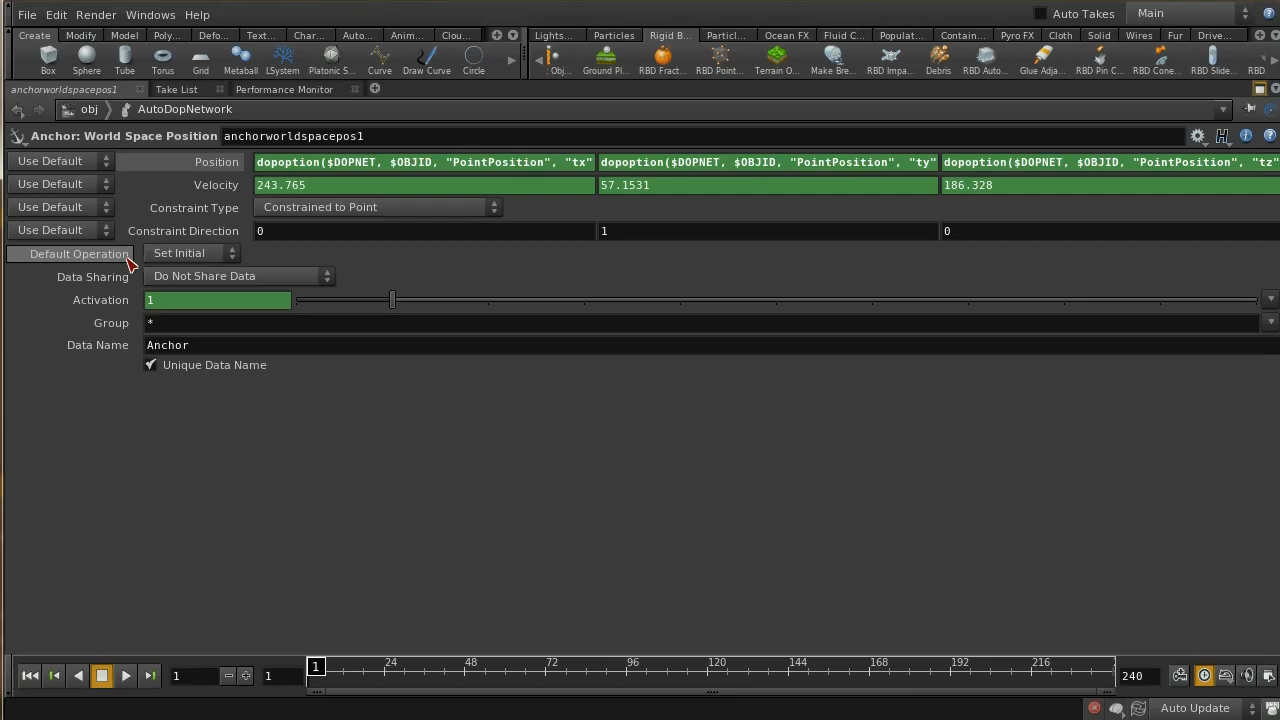 File Edit Render Windows Help Auto Takes Main
Create Modify Model Poly... Defo... Text... Char... Auto... Anim... Clou... Lights... Particles Rigid B... Particl... Ocean FX Fluid C... Populat... Contain... Pyro FX Cloth Solid Wires Fur Drive...
Box Sphere Tube Torus Grid Metaball LSystem Platonic S... Curve Draw Curve Circle : Obj... Ground Pl... RBD Fract... RBD Point... Terrain O... Make Bre... RBD Impa... Debris RBD Auto... Glue Adja... RBD Pin C... RBD Cone... RBD Slide... RBD
anchorworldspacepos1 Take List Performance Monitor
obj AutoDopNetwork
Anchor: World Space Position anchorworldspacepos1
Use Default Position dopoption($DOPNET, $OBJID, "PointPosition", "tx" dopoption($DOPNET, $OBJID, "PointPosition", "ty" dopoption($DOPNET, $OBJID, "PointPosition", "tz"
Use Default Velocity 243.765 57.1531 186.328
Use Default Constraint Type Constrained to Point
Use Default Constraint Direction 0 1 0
Default Operation Set Initial
Data Sharing Do Not Share Data
Activation 1
Group *
Data Name Anchor
Unique Data Name
1 1 1 24 48 72 96 120 144 168 192 216 240
Auto Update